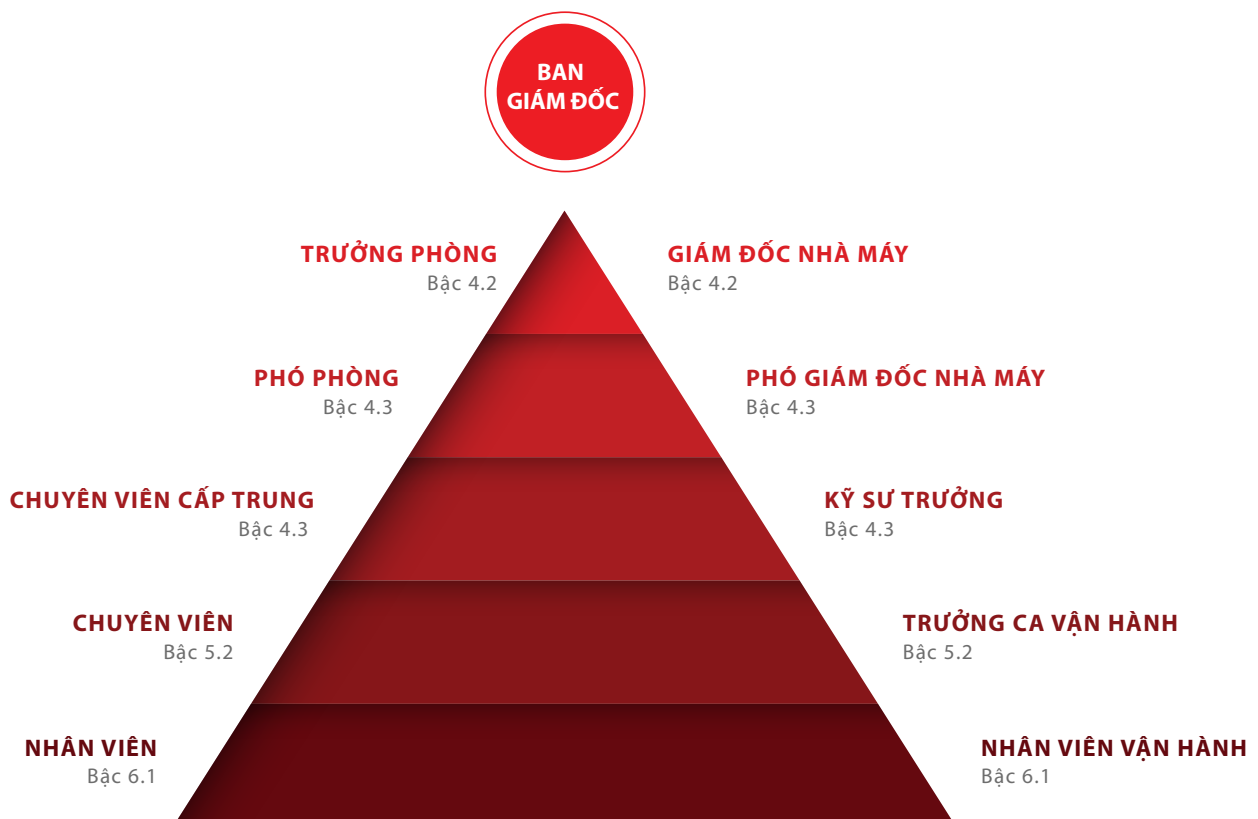 BAN
GIÁM ĐỐC
TRƯỞNG PHÒNG
Bậc 4.2
GIÁM ĐỐC NHÀ MÁY
Bậc 4.2
PHÓ PHÒNG
Bậc 4.3
PHÓ GIÁM ĐỐC NHÀ MÁY
Bậc 4.3
CHUYÊN VIÊN CẤP TRUNG
Bậc 4.3
KỸ SƯ TRƯỞNG
Bậc 4.3
CHUYÊN VIÊN
Bậc 5.2
TRƯỞNG CA VẬN HÀNH
Bậc 5.2
NHÂN VIÊN
Bậc 6.1
NHÂN VIÊN VẬN HÀNH
Bậc 6.1